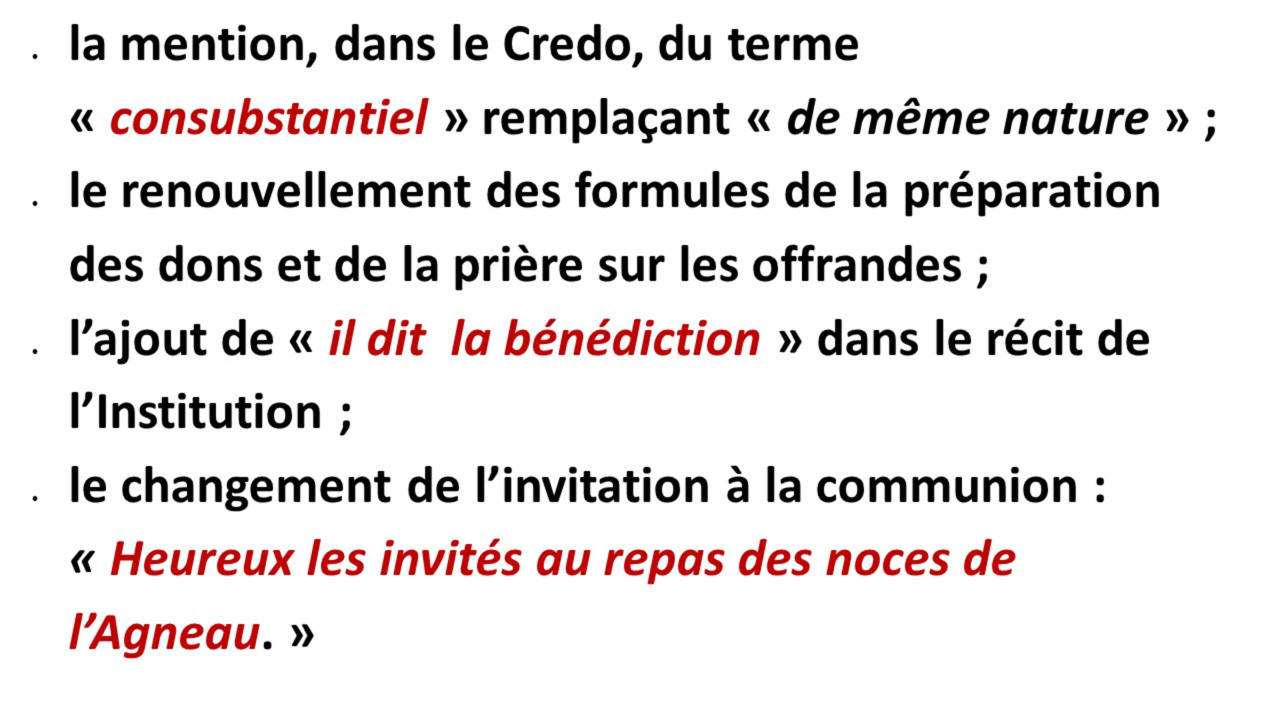 . la mention, dans le Credo, du terme
« consubstantiel » remplaçant « de même nature » ;
. le renouvellement des formules de la préparation
des dons et de la prière sur les offrandes ;
. l’ajout de « il dit  la bénédiction » dans le récit de
l’Institution ;
. le changement de l’invitation à la communion :
« Heureux les invités au repas des noces de
l’Agneau. »